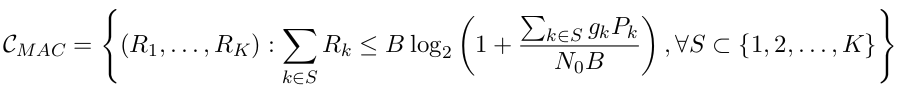 $\mathcal{C}_{MAC} = \left\{ (R_1, \ldots, R_K) : \sum_{k \in S} R_k \leq B \log_2 \left( 1 + \frac{\sum_{k \in S} g_k P_k}{N_0 B} \right), \forall S \subset \{1, 2, \ldots, K\} \right\}$